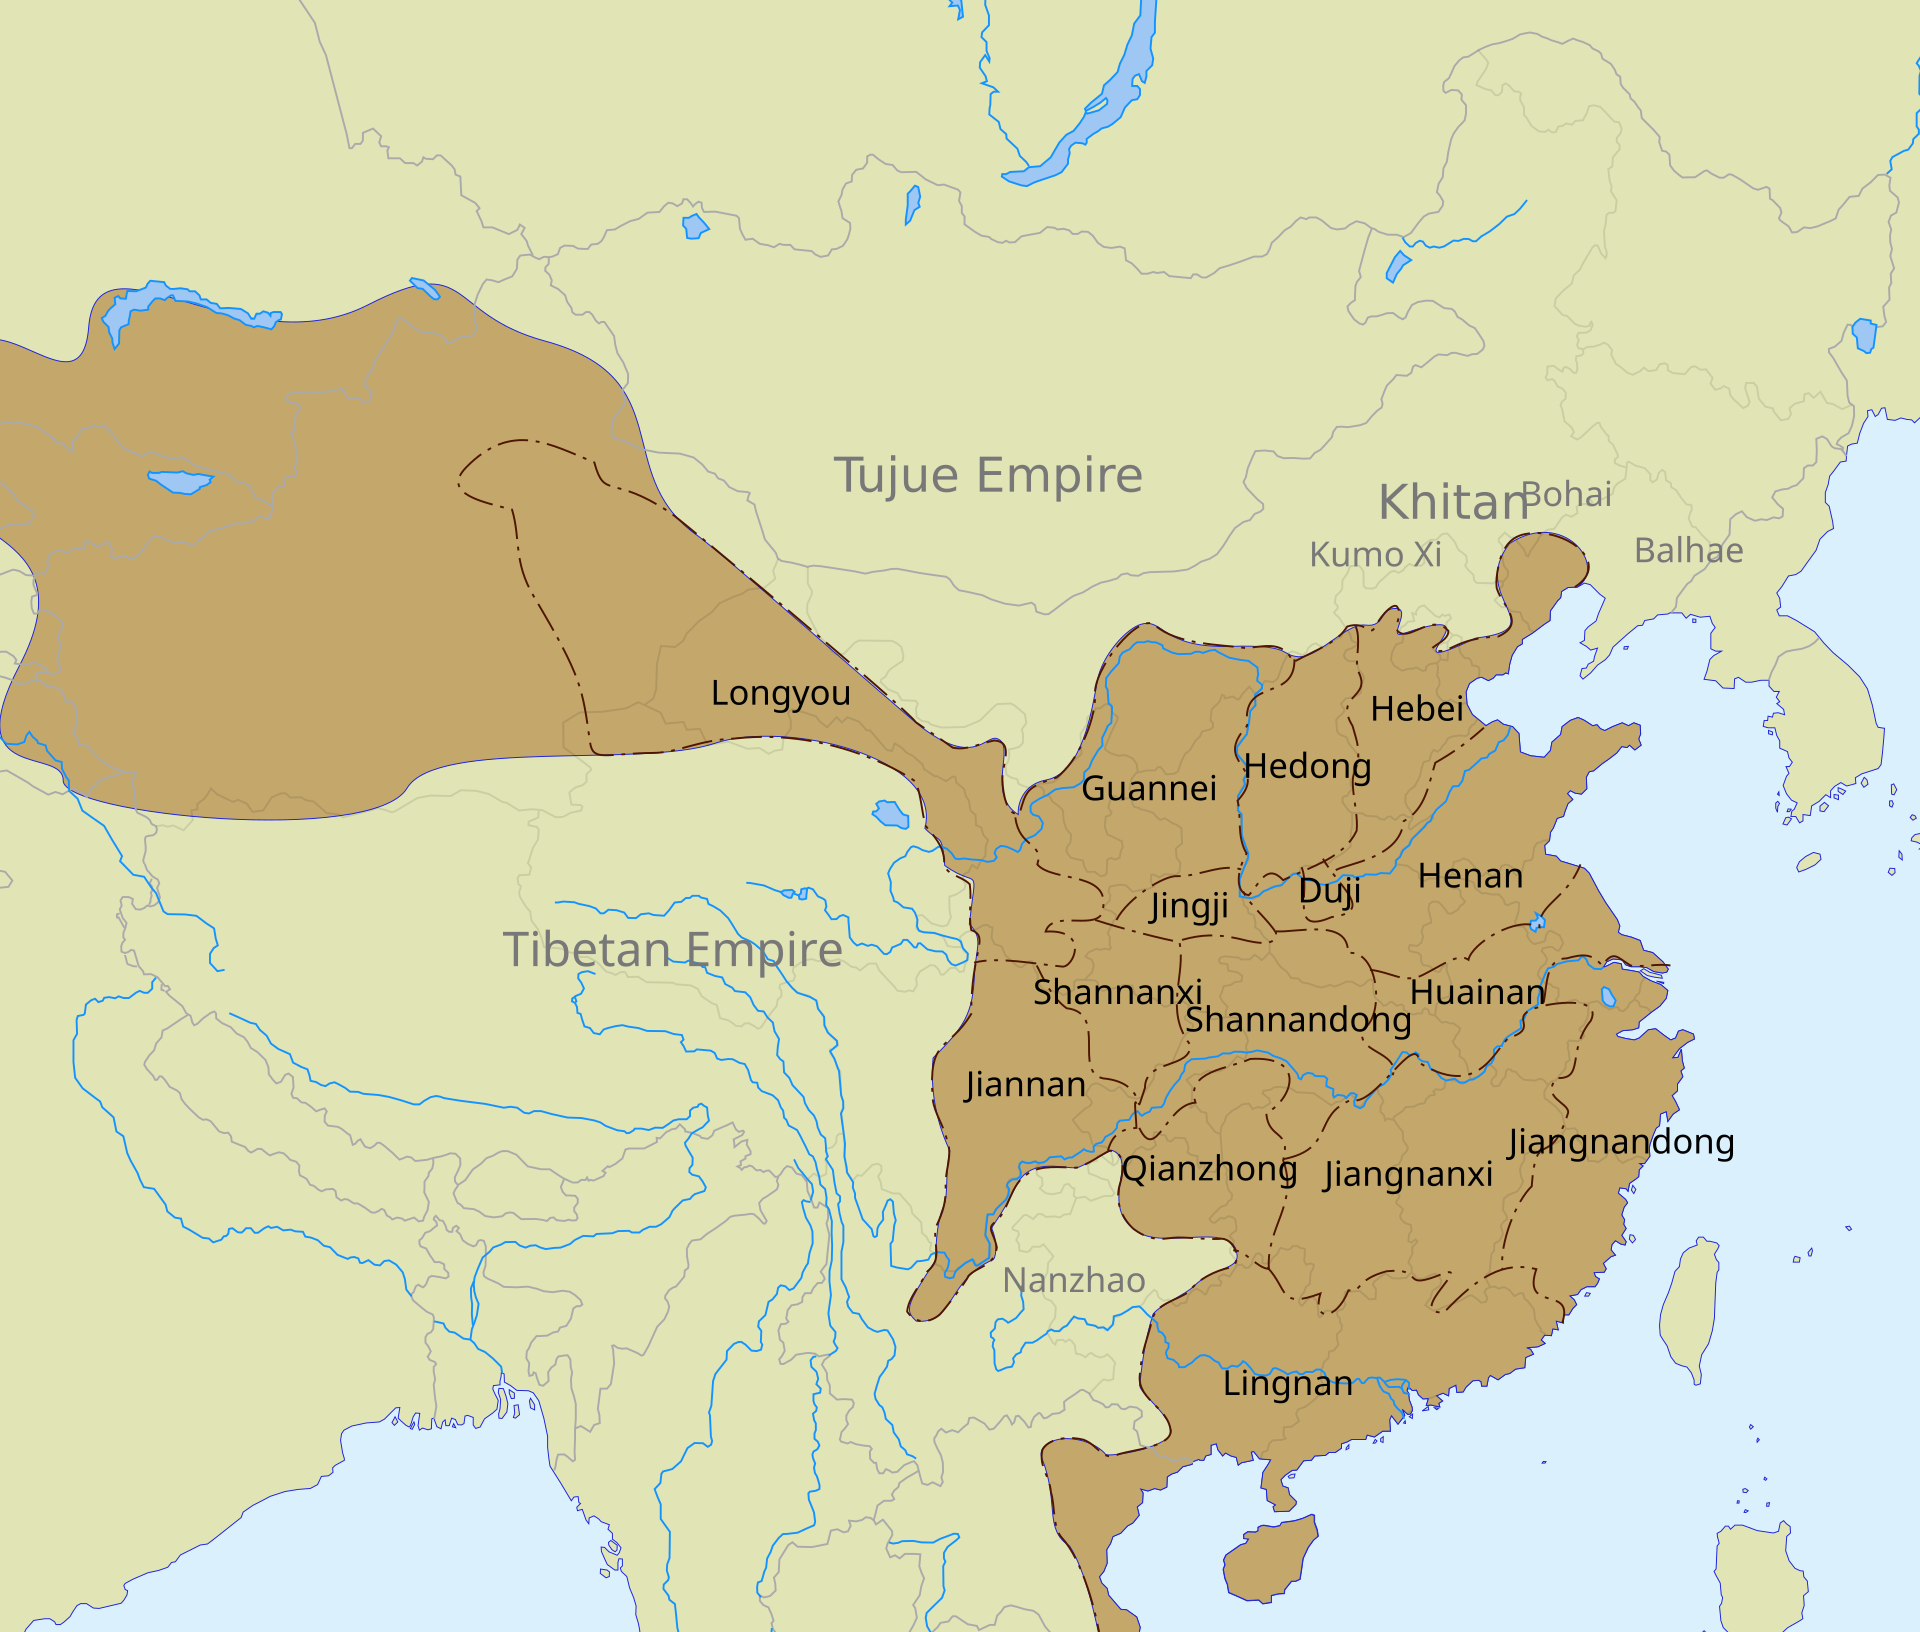 Tujue Empire
Khitan
Bohai
Kumo Xi
Balhae
Longyou
Hebei
Hedong
Guannei
Henan
Duji
Jingji
Tibetan Empire
Shannanxi
Huainan
Shannandong
Jiannan
Jiangnandong
Qianzhong
Jiangnanxi
Nanzhao
Lingnan